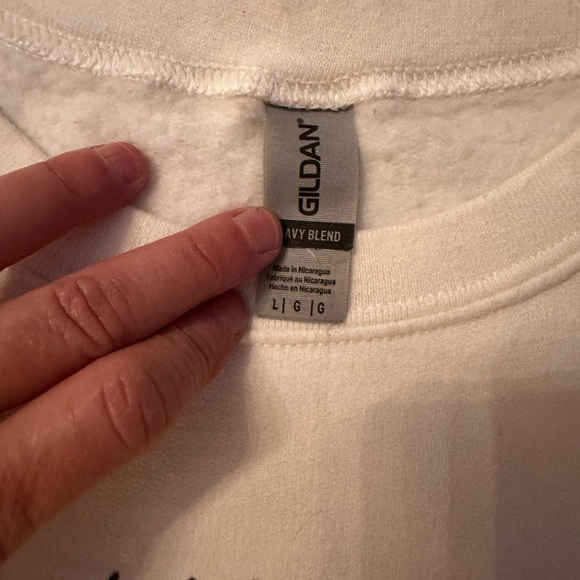 GILDAN®
AVY BLEND
Made in Nicaragua
Fabriqué au Nicaragua
Hecho en Nicaragua
L | G | G